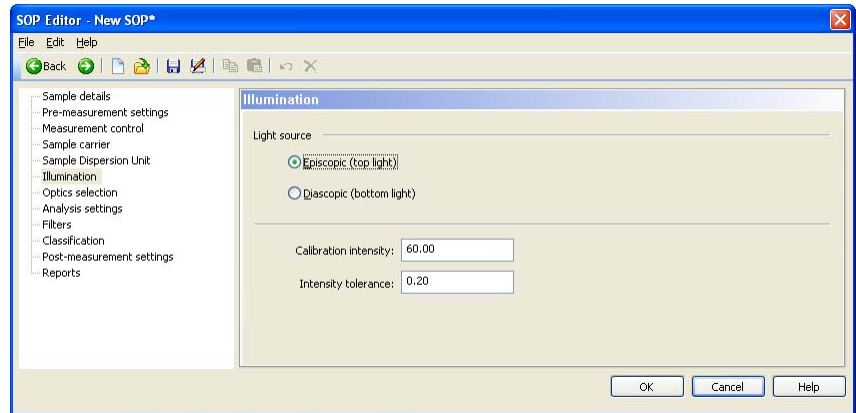 SOP Editor - New SOP*
File Edit Help
Back
Sample details
Pre-measurement settings
Measurement control
Sample carrier
Sample Dispersion Unit
Illumination
Optics selection
Analysis settings
Filters
Classification
Post-measurement settings
Reports
Illumination
Light source
Episcopic (top light)
Diascopic (bottom light)
Calibration intensity: 60.00
Intensity tolerance: 0.20
OK Cancel Help